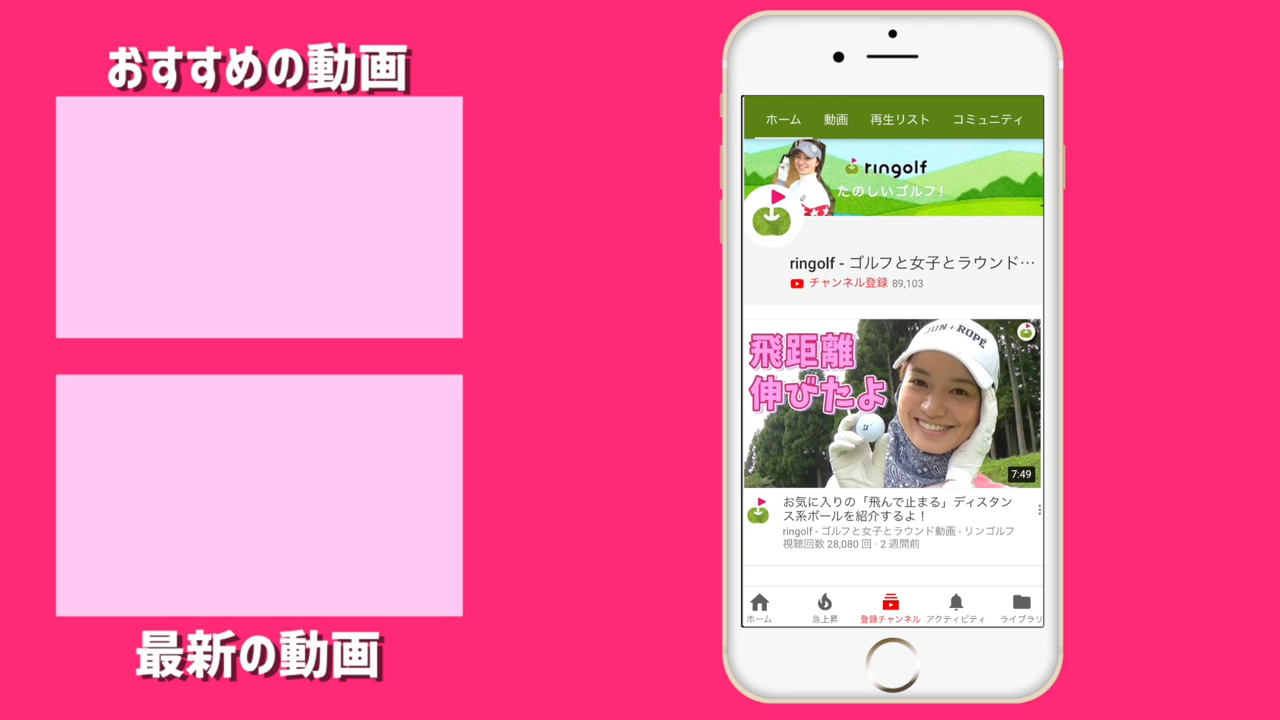 おすすめの動画
最新の動画
ホーム 動画 再生リスト コミュニティ
ringolf
たのしいゴルフ!
ringolf - ゴルフと女子とラウンド…
チャンネル登録 89,103
JUN+ROPE
飛距離
伸びたよ
7:49
お気に入りの「飛んで止まる」ディスタン
ス系ボールを紹介するよ!
ringolf - ゴルフと女子とラウンド動画 - リンゴルフ
視聴回数 28,080 回 · 2 週間前
ホーム 急上昇 登録チャンネル アクティビティ ライブラリ